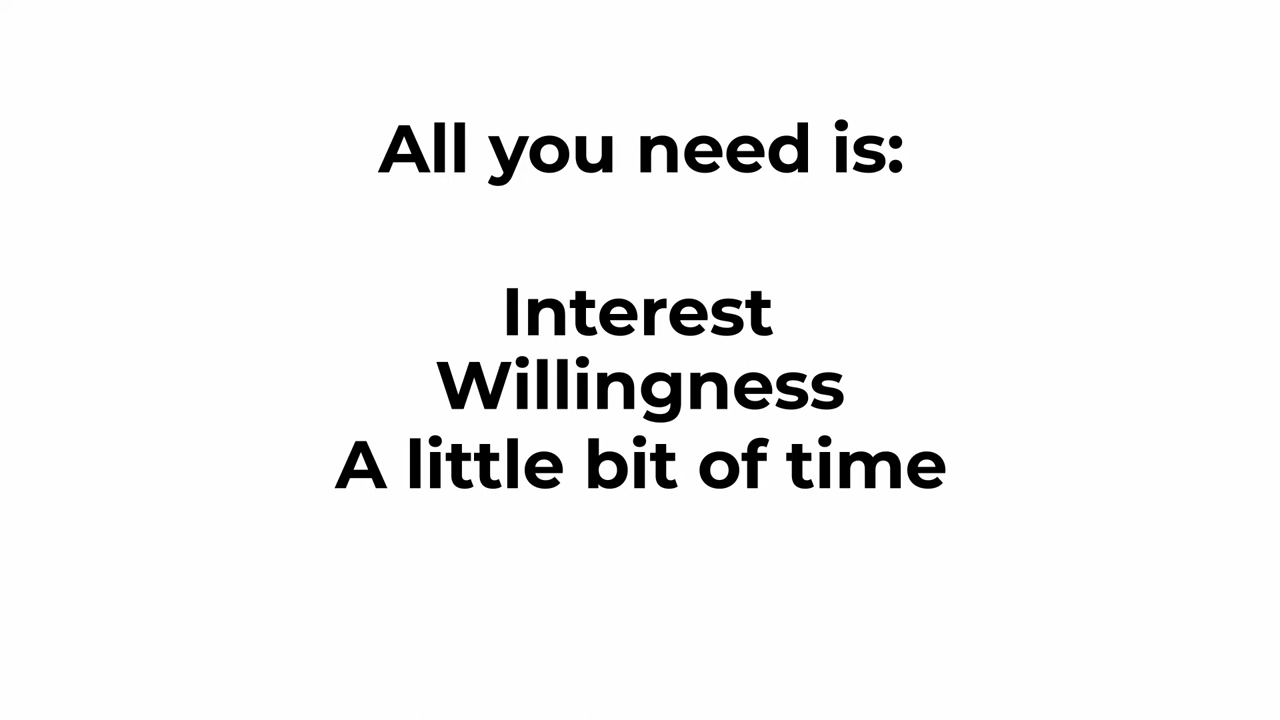 All you need is:
Interest
Willingness
A little bit of time